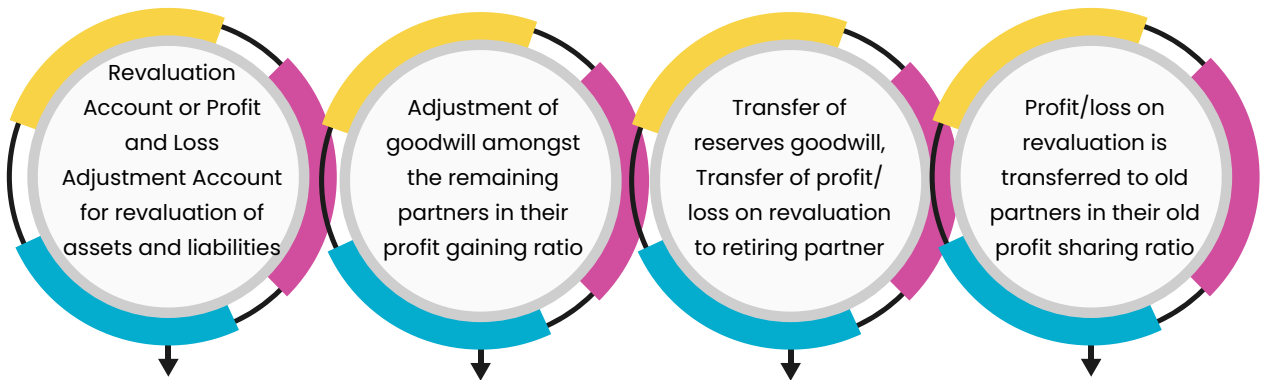 Revaluation
Account or Profit
and Loss
Adjustment Account
for revaluation of
assets and liabilities
Adjustment of
goodwill amongst
the remaining
partners in their
profit gaining ratio
Transfer of
reserves goodwill,
Transfer of profit/
loss on revaluation
to retiring partner
Profit/loss on
revaluation is
transferred to old
partners in their old
profit sharing ratio